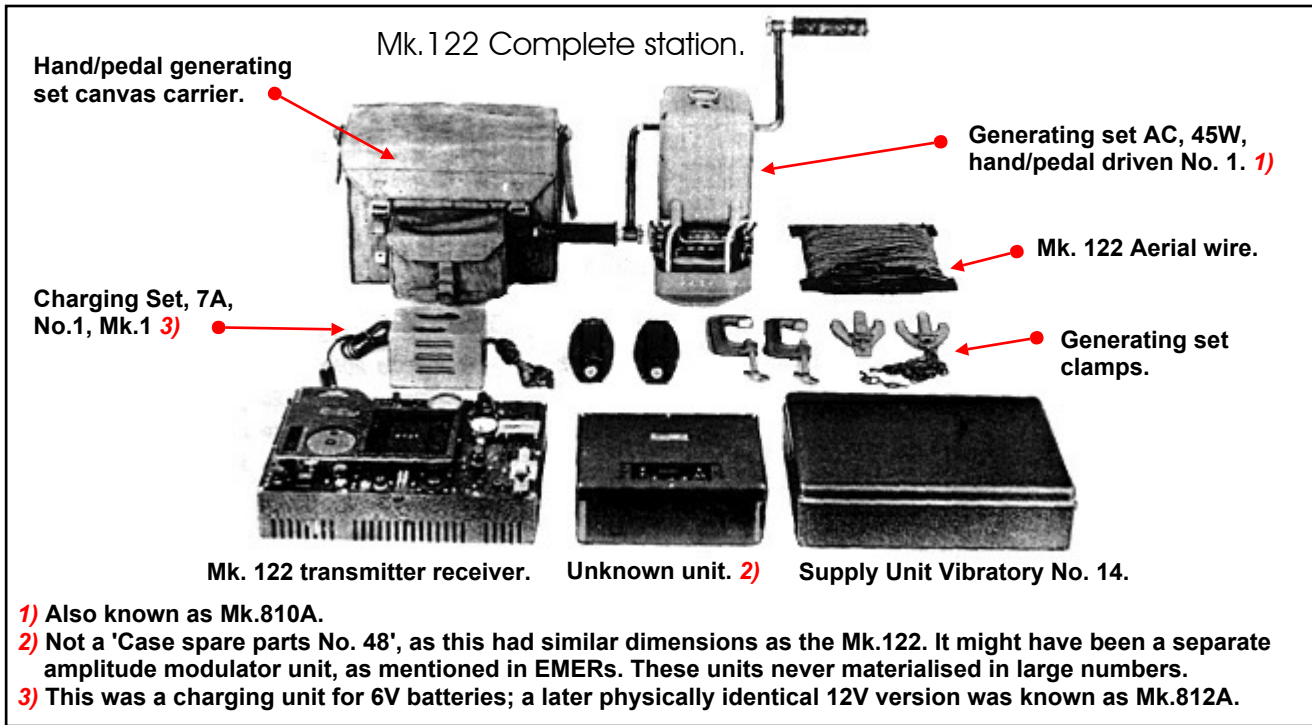 Mk.122 Complete station.
Hand/pedal generating
set canvas carrier.
Generating set AC, 45W,
hand/pedal driven No. 1. 1)
Mk. 122 Aerial wire.
Charging Set, 7A,
No.1, Mk.1 3)
Generating set
clamps.
Mk. 122 transmitter receiver.
Unknown unit. 2)
Supply Unit Vibratory No. 14.
1) Also known as Mk.810A.
2) Not a 'Case spare parts No. 48', as this had similar dimensions as the Mk.122. It might have been a separate
amplitude modulator unit, as mentioned in EMERs. These units never materialised in large numbers.
3) This was a charging unit for 6V batteries; a later physically identical 12V version was known as Mk.812A.